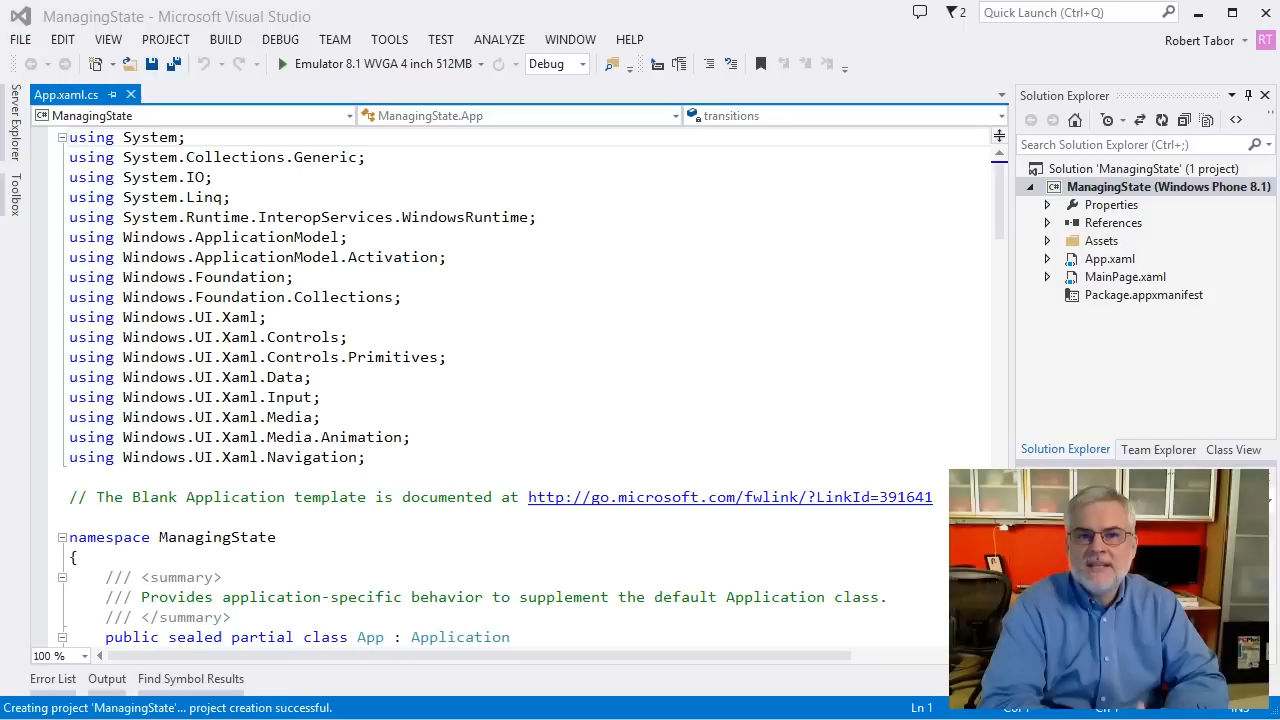 ManagingState - Microsoft Visual Studio
2
Quick Launch (Ctrl+Q)
FILE EDIT VIEW PROJECT BUILD DEBUG TEAM TOOLS TEST ANALYZE WINDOW HELP
Robert Tabor RT
Emulator 8.1 WVGA 4 inch 512MB Debug
Server Explorer
Toolbox
App.xaml.cs
ManagingState ManagingState.App transitions
using System;
using System.Collections.Generic;
using System.IO;
using System.Linq;
using System.Runtime.InteropServices.WindowsRuntime;
using Windows.ApplicationModel;
using Windows.ApplicationModel.Activation;
using Windows.Foundation;
using Windows.Foundation.Collections;
using Windows.UI.Xaml;
using Windows.UI.Xaml.Controls;
using Windows.UI.Xaml.Controls.Primitives;
using Windows.UI.Xaml.Data;
using Windows.UI.Xaml.Input;
using Windows.UI.Xaml.Media;
using Windows.UI.Xaml.Media.Animation;
using Windows.UI.Xaml.Navigation;
// The Blank Application template is documented at http://go.microsoft.com/fwlink/?LinkId=391641
namespace ManagingState
{
/// <summary>
/// Provides application-specific behavior to supplement the default Application class.
/// </summary>
public sealed partial class App : Application
100 %
Solution Explorer
Search Solution Explorer (Ctrl+;)
Solution 'ManagingState' (1 project)
C# ManagingState (Windows Phone 8.1)
Properties
References
Assets
App.xaml
MainPage.xaml
Package.appxmanifest
Solution Explorer Team Explorer Class View
Error List Output Find Symbol Results
Creating project 'ManagingState'... project creation successful.
Ln 1